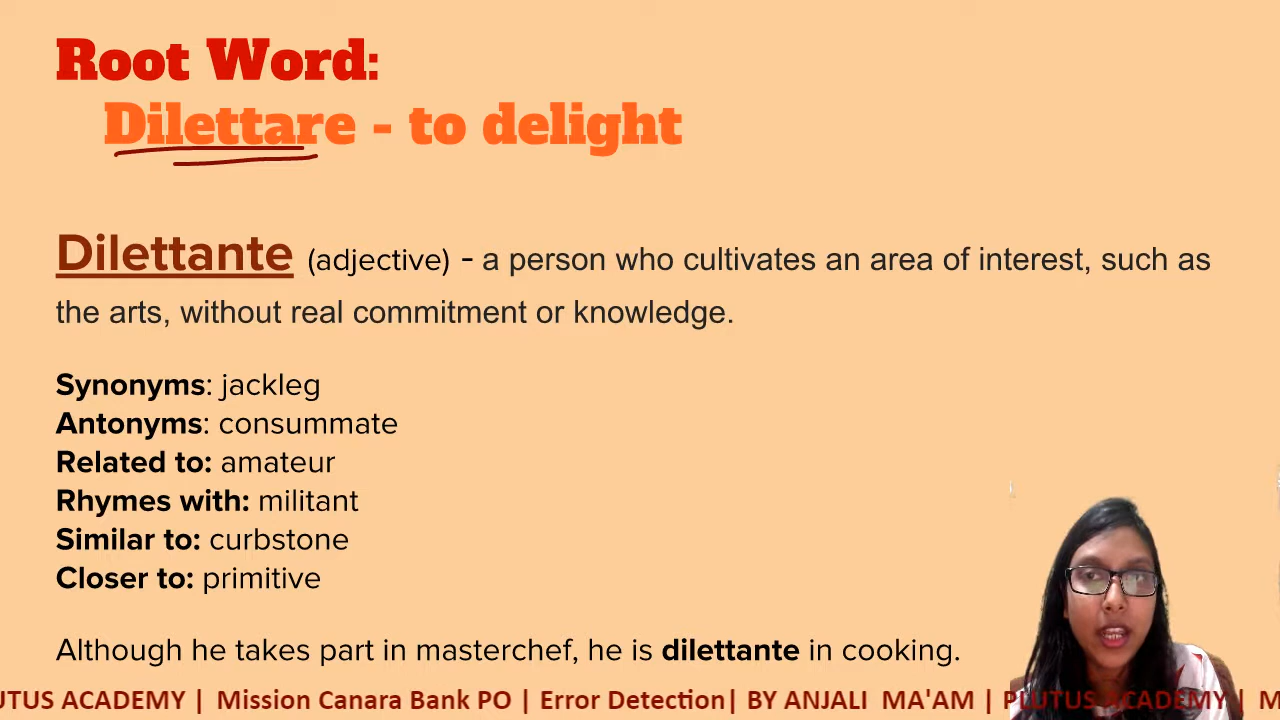 Root Word:
Dilettare - to delight
Dilettante (adjective) - a person who cultivates an area of interest, such as
the arts, without real commitment or knowledge.
Synonyms: jackleg
Antonyms: consummate
Related to: amateur
Rhymes with: militant
Similar to: curbstone
Closer to: primitive
Although he takes part in masterchef, he is dilettante in cooking.
UTUS ACADEMY | Mission Canara Bank PO | Error Detection| BY ANJALI MA'AM | PLUTUS ACADEMY | M